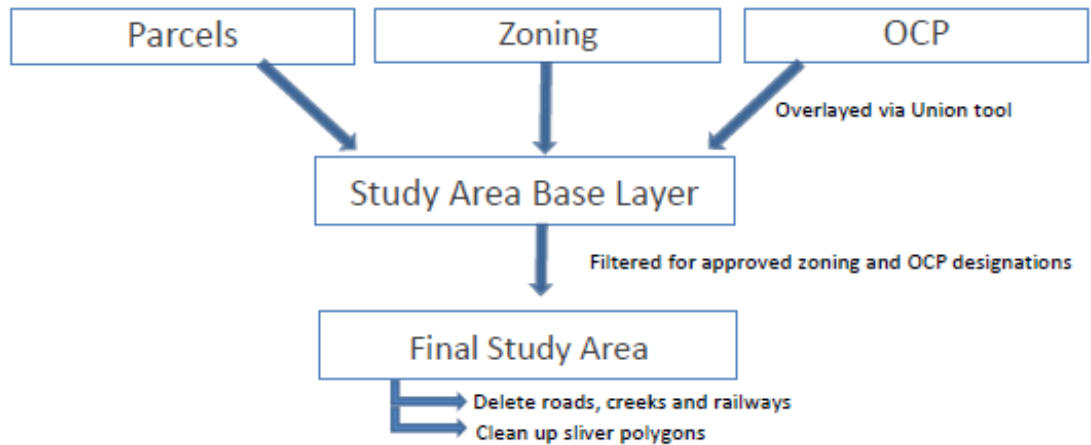 Parcels
Zoning
OCP
Overlayed via Union tool
Study Area Base Layer
Filtered for approved zoning and OCP designations
Final Study Area
Delete roads, creeks and railways
Clean up sliver polygons